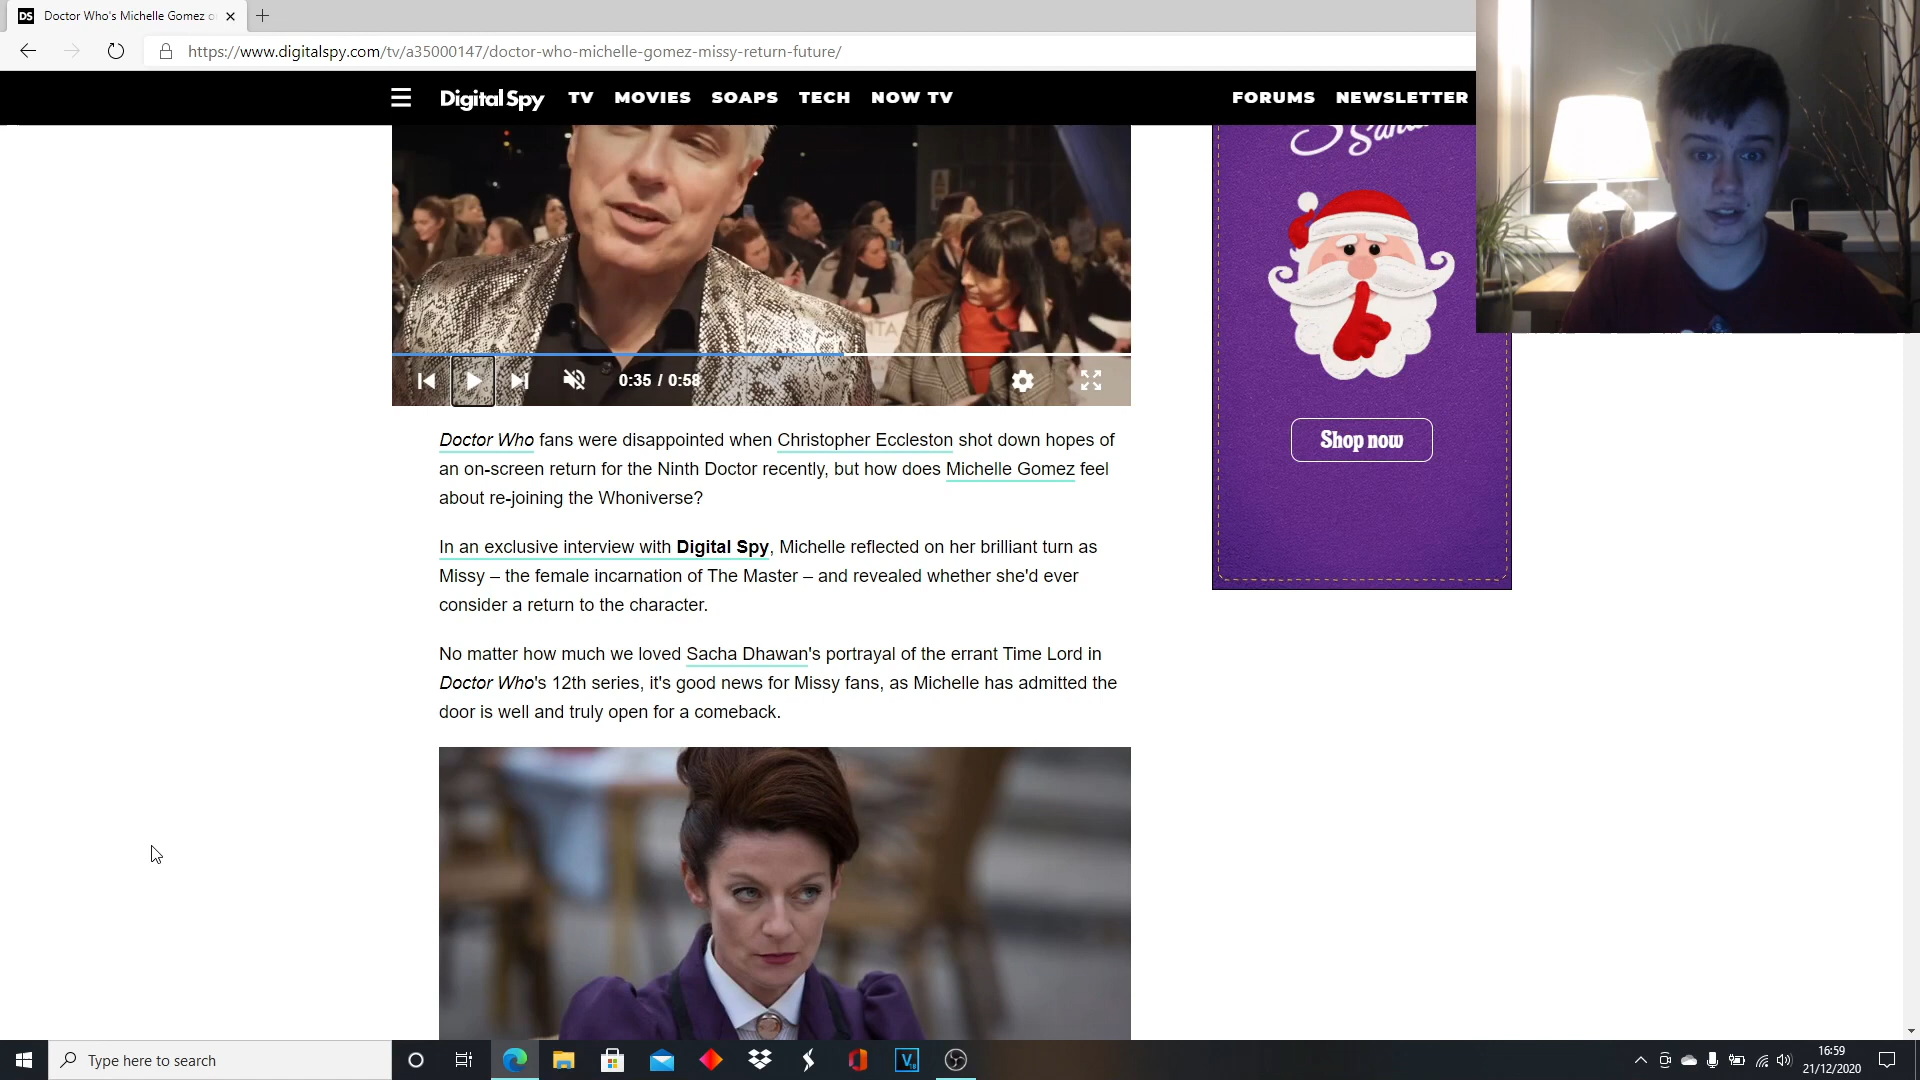 DS Doctor Who's Michelle Gomez o
https://www.digitalspy.com/tv/a35000147/doctor-who-michelle-gomez-missy-return-future/
Digital Spy TV MOVIES SOAPS TECH NOW TV FORUMS NEWSLETTER
0:35 / 0:58
Shop now
Doctor Who fans were disappointed when Christopher Eccleston shot down hopes of
an on-screen return for the Ninth Doctor recently, but how does Michelle Gomez feel
about re-joining the Whoniverse?
In an exclusive interview with Digital Spy, Michelle reflected on her brilliant turn as
Missy – the female incarnation of The Master – and revealed whether she'd ever
consider a return to the character.
No matter how much we loved Sacha Dhawan's portrayal of the errant Time Lord in
Doctor Who's 12th series, it's good news for Missy fans, as Michelle has admitted the
door is well and truly open for a comeback.
Type here to search
16:59
21/12/2020